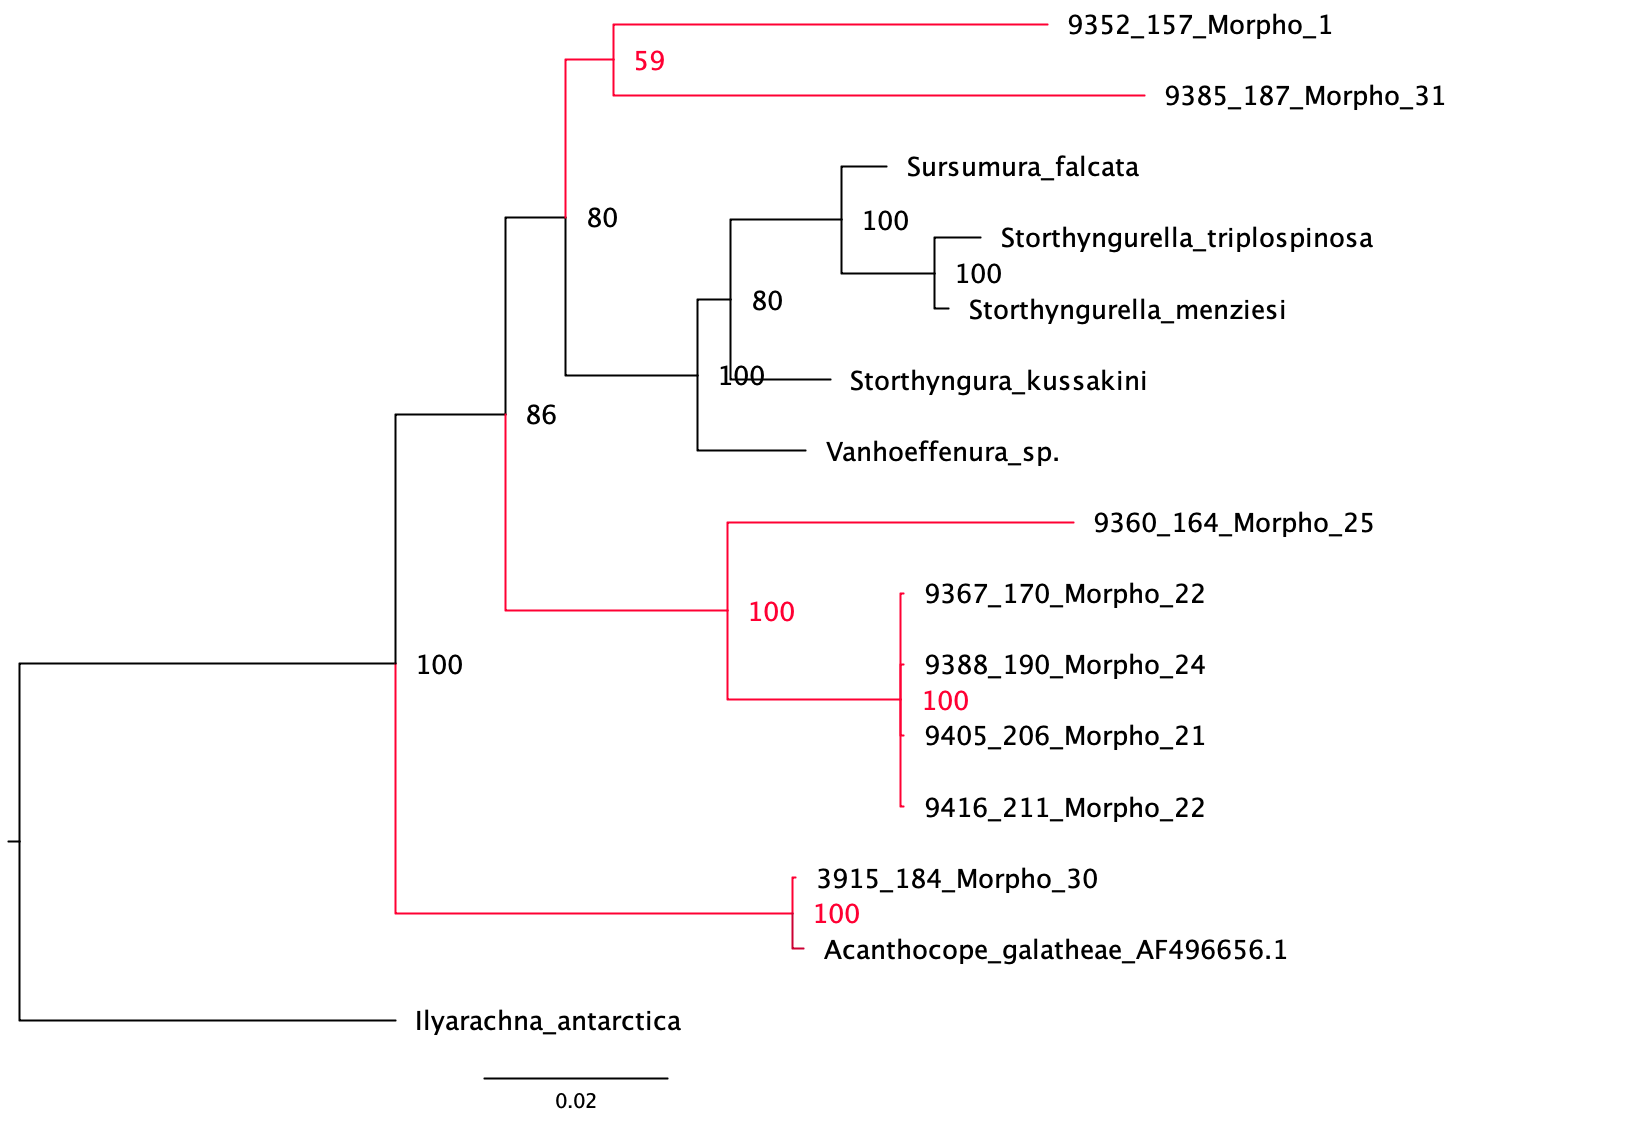 9352_157_Morpho_1
59
9385_187_Morpho_31
Sursumura_falcata
80
100
Storthyngurella_triplospinosa
100
80
Storthyngurella_menziesi
100
Storthyngura_kussakini
86
Vanhoeffenura_sp.
9360_164_Morpho_25
9367_170_Morpho_22
100
100
9388_190_Morpho_24
100
9405_206_Morpho_21
9416_211_Morpho_22
3915_184_Morpho_30
100
Acanthocope_galatheae_AF496656.1
Ilyarachna_antarctica
0.02